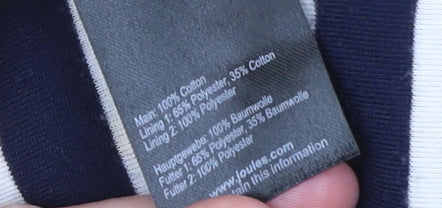 Main: 100% Cotton
Lining 1: 65% Polyester, 35% Cotton
Lining 2: 100% Polyester
Hauptgewebe: 100% Baumwolle
Futter 1: 65% Polyester, 35% Baumwolle
Futter 2: 100% Polyester
www.joules.com
in this information